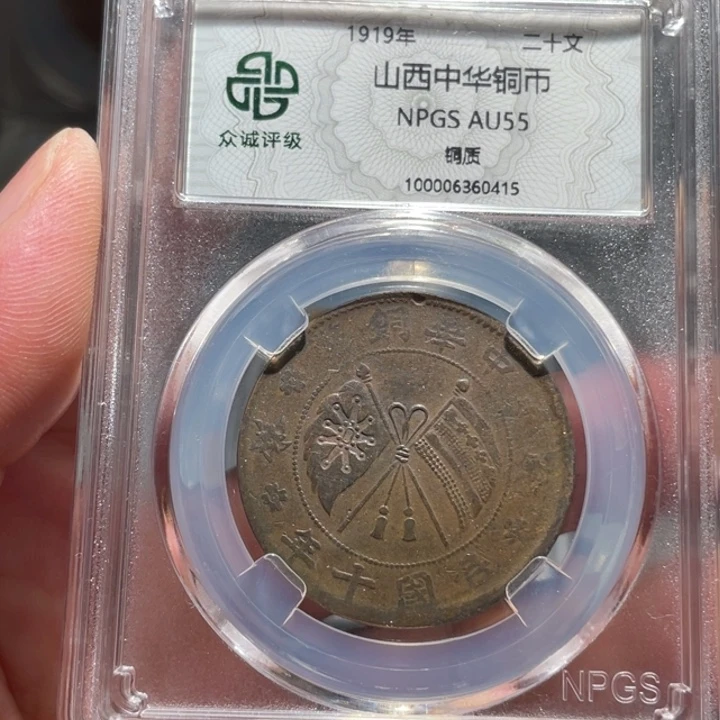 1919年 二十文
山西中华铜币
NPGS AU55
铜质
100006360415
众诚评级
中華銅
民國十年
NPGS